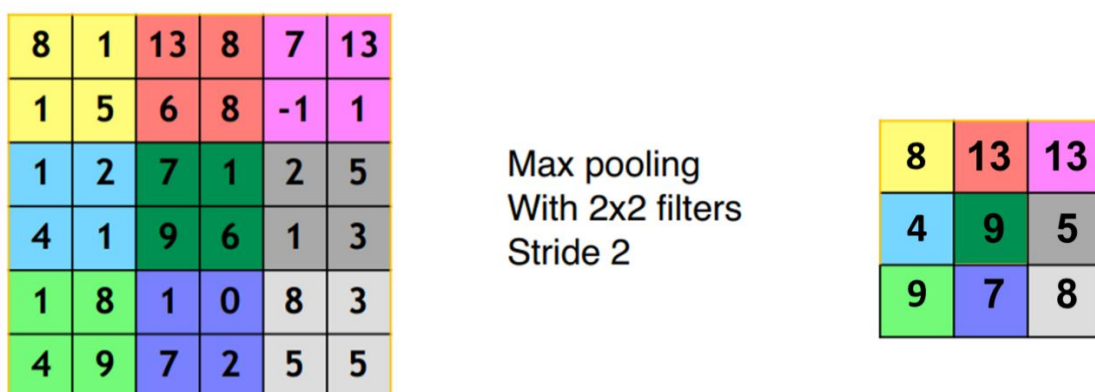 8 1 13 8 7 13
1 5 6 8 -1 1
1 2 7 1 2 5
4 1 9 6 1 3
1 8 1 0 8 3
4 9 7 2 5 5
Max pooling
With 2x2 filters
Stride 2
8 13 13
4 9 5
9 7 8